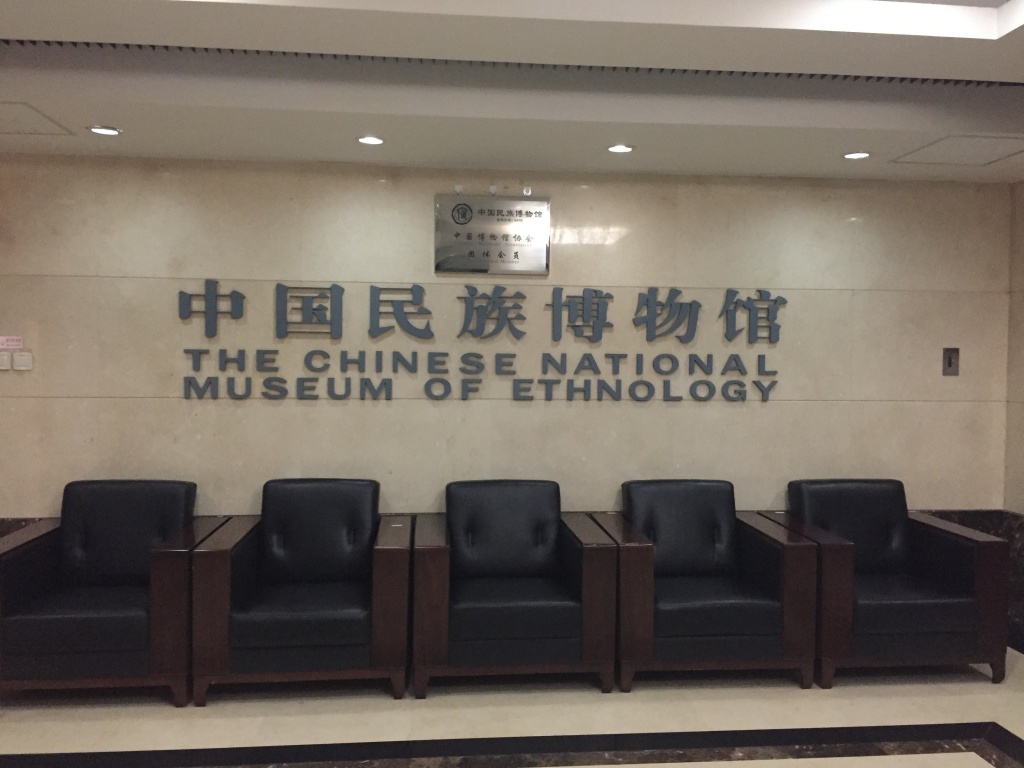 中国民族博物馆
中国博物馆协会
团体会员
中国民族博物馆
THE CHINESE NATIONAL
MUSEUM OF ETHNOLOGY